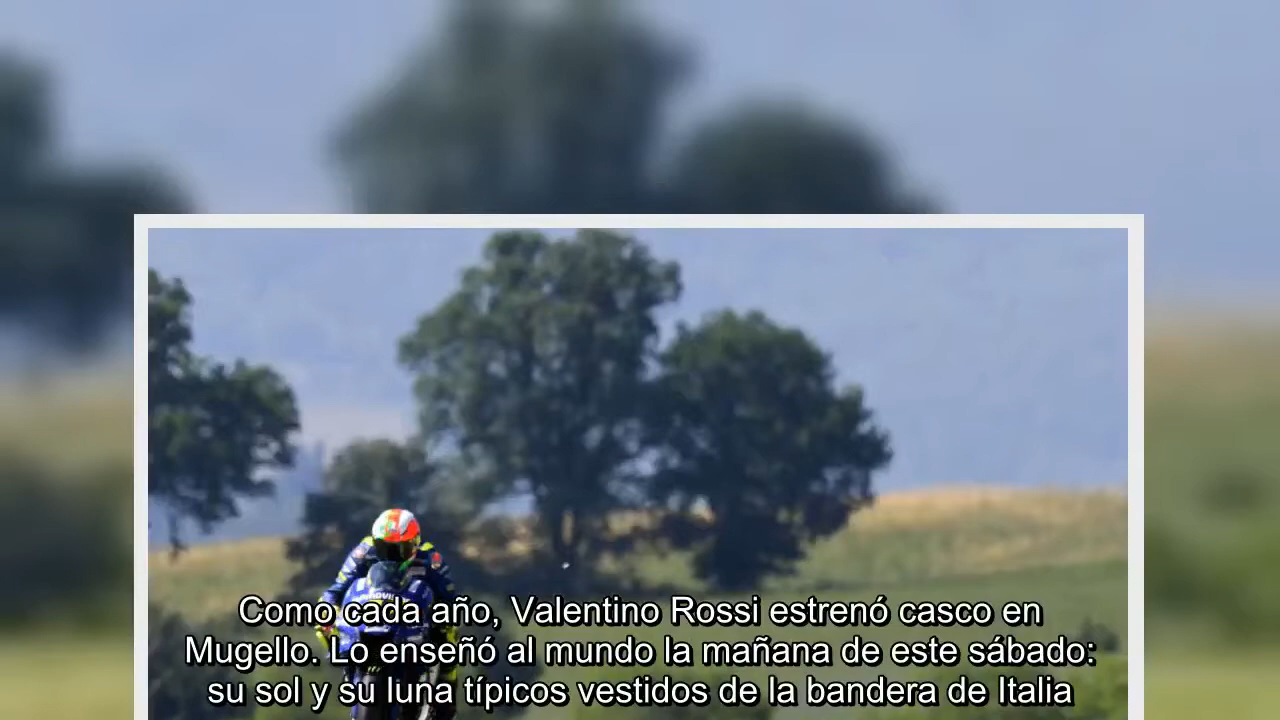 Como cada año, Valentino Rossi estrenó casco en
Mugello. Lo enseñó al mundo la mañana de este sábado:
su sol y su luna típicos vestidos de la bandera de Italia